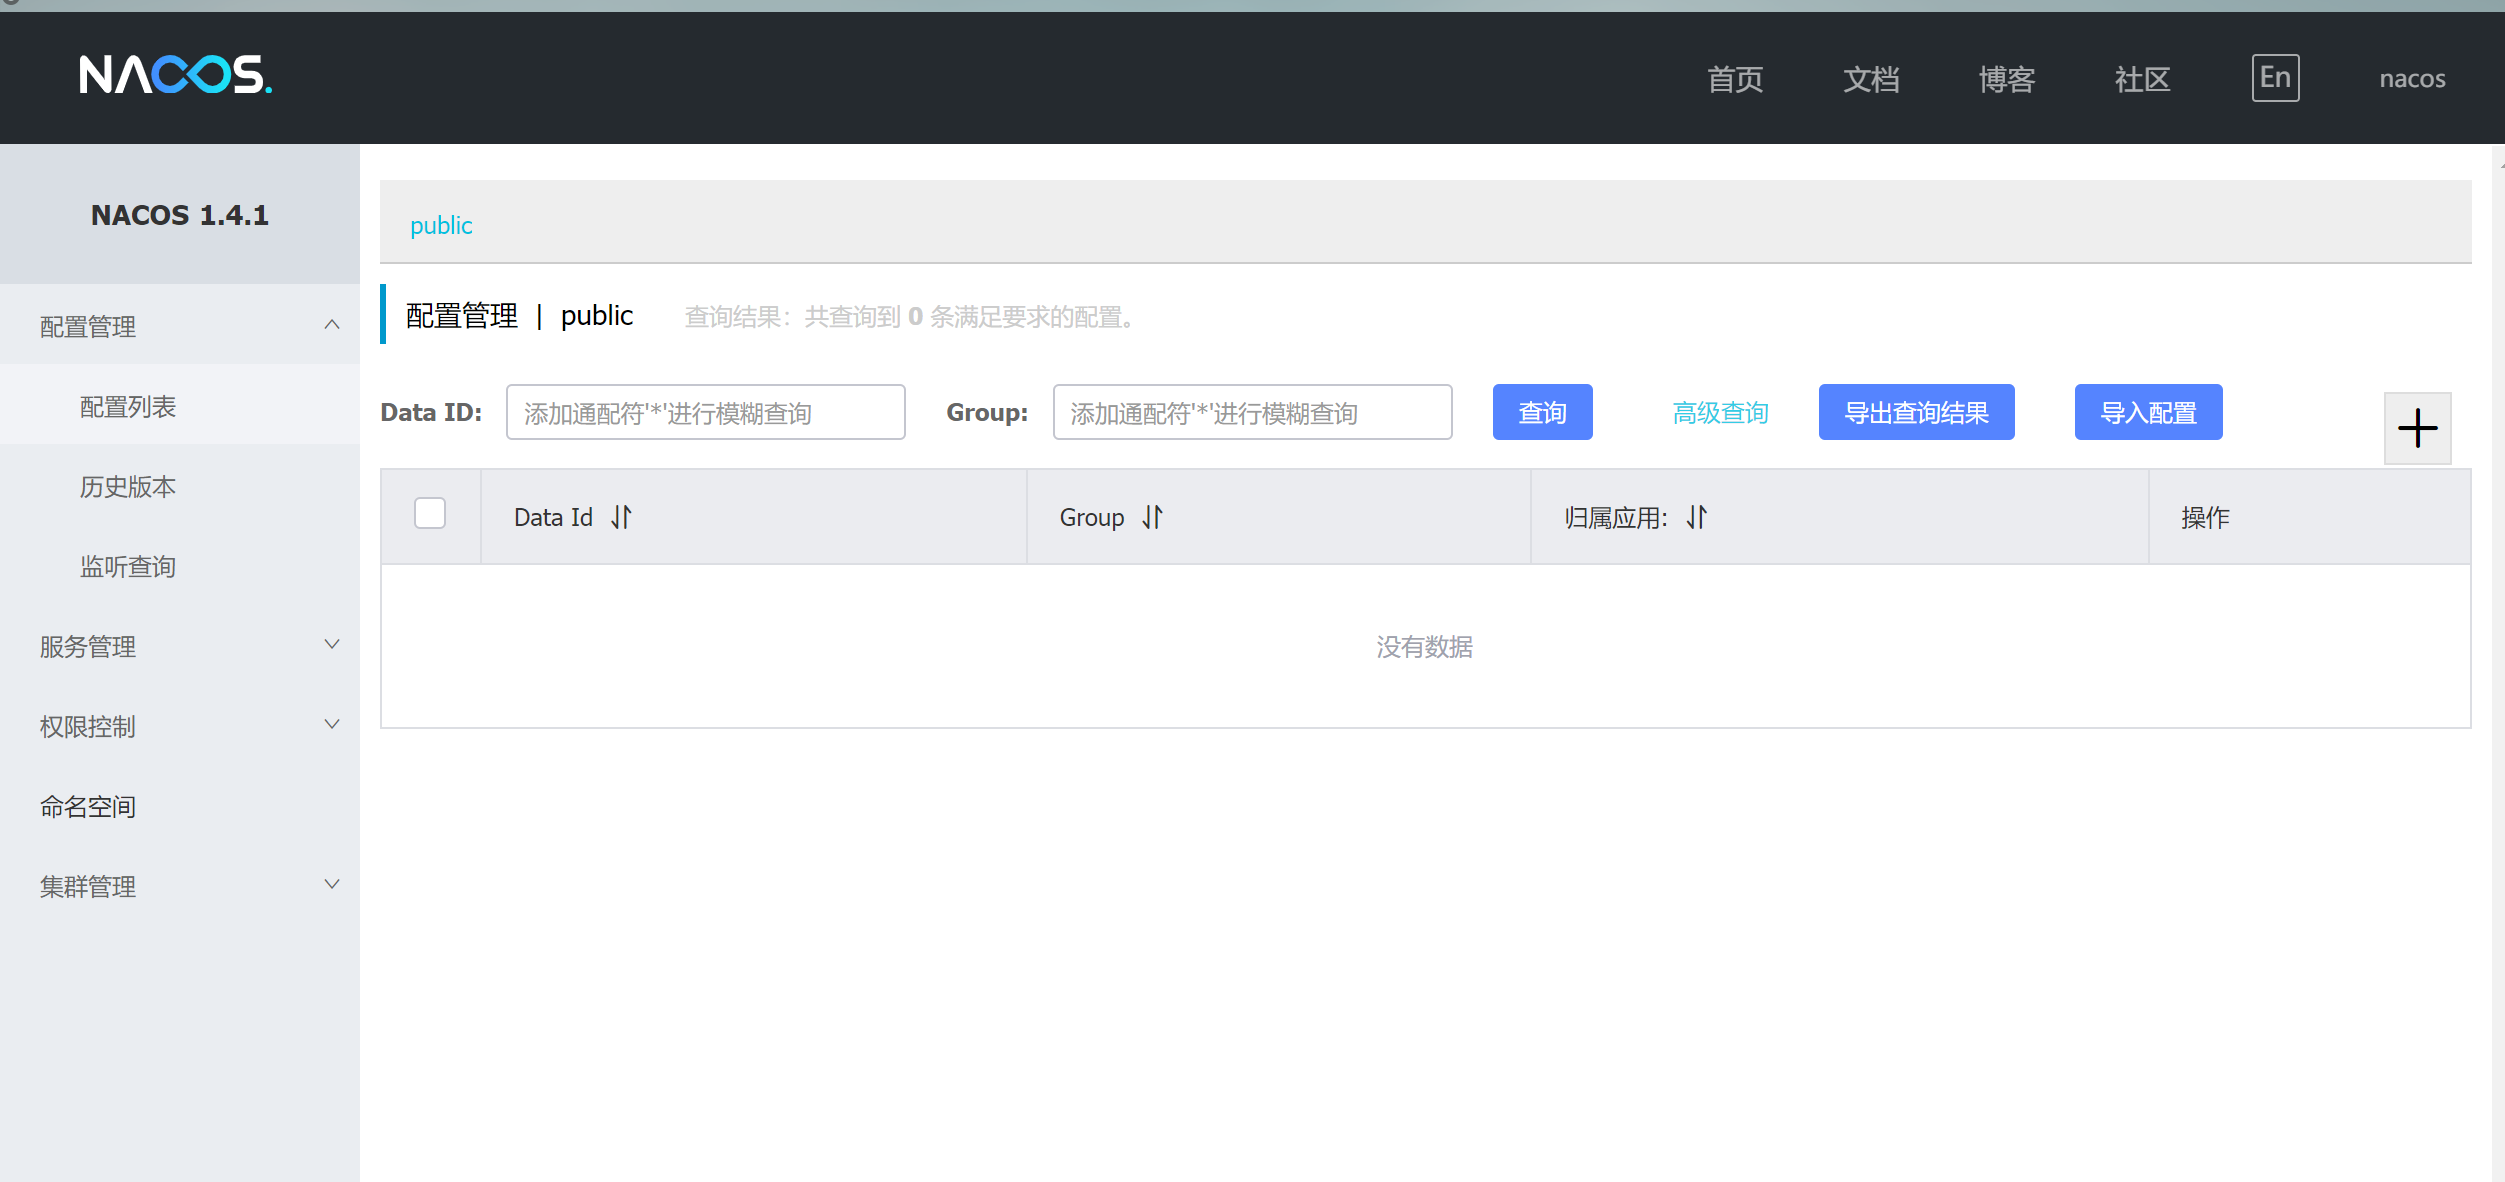 NACOS.
首页 文档 博客 社区 En nacos
NACOS 1.4.1
配置管理
配置列表
历史版本
监听查询
服务管理
权限控制
命名空间
集群管理
public
配置管理 | public 查询结果：共查询到 0 条满足要求的配置。
Data ID: 添加通配符'*'进行模糊查询 Group: 添加通配符'*'进行模糊查询 查询 高级查询 导出查询结果 导入配置
Data Id Group 归属应用: 操作
没有数据